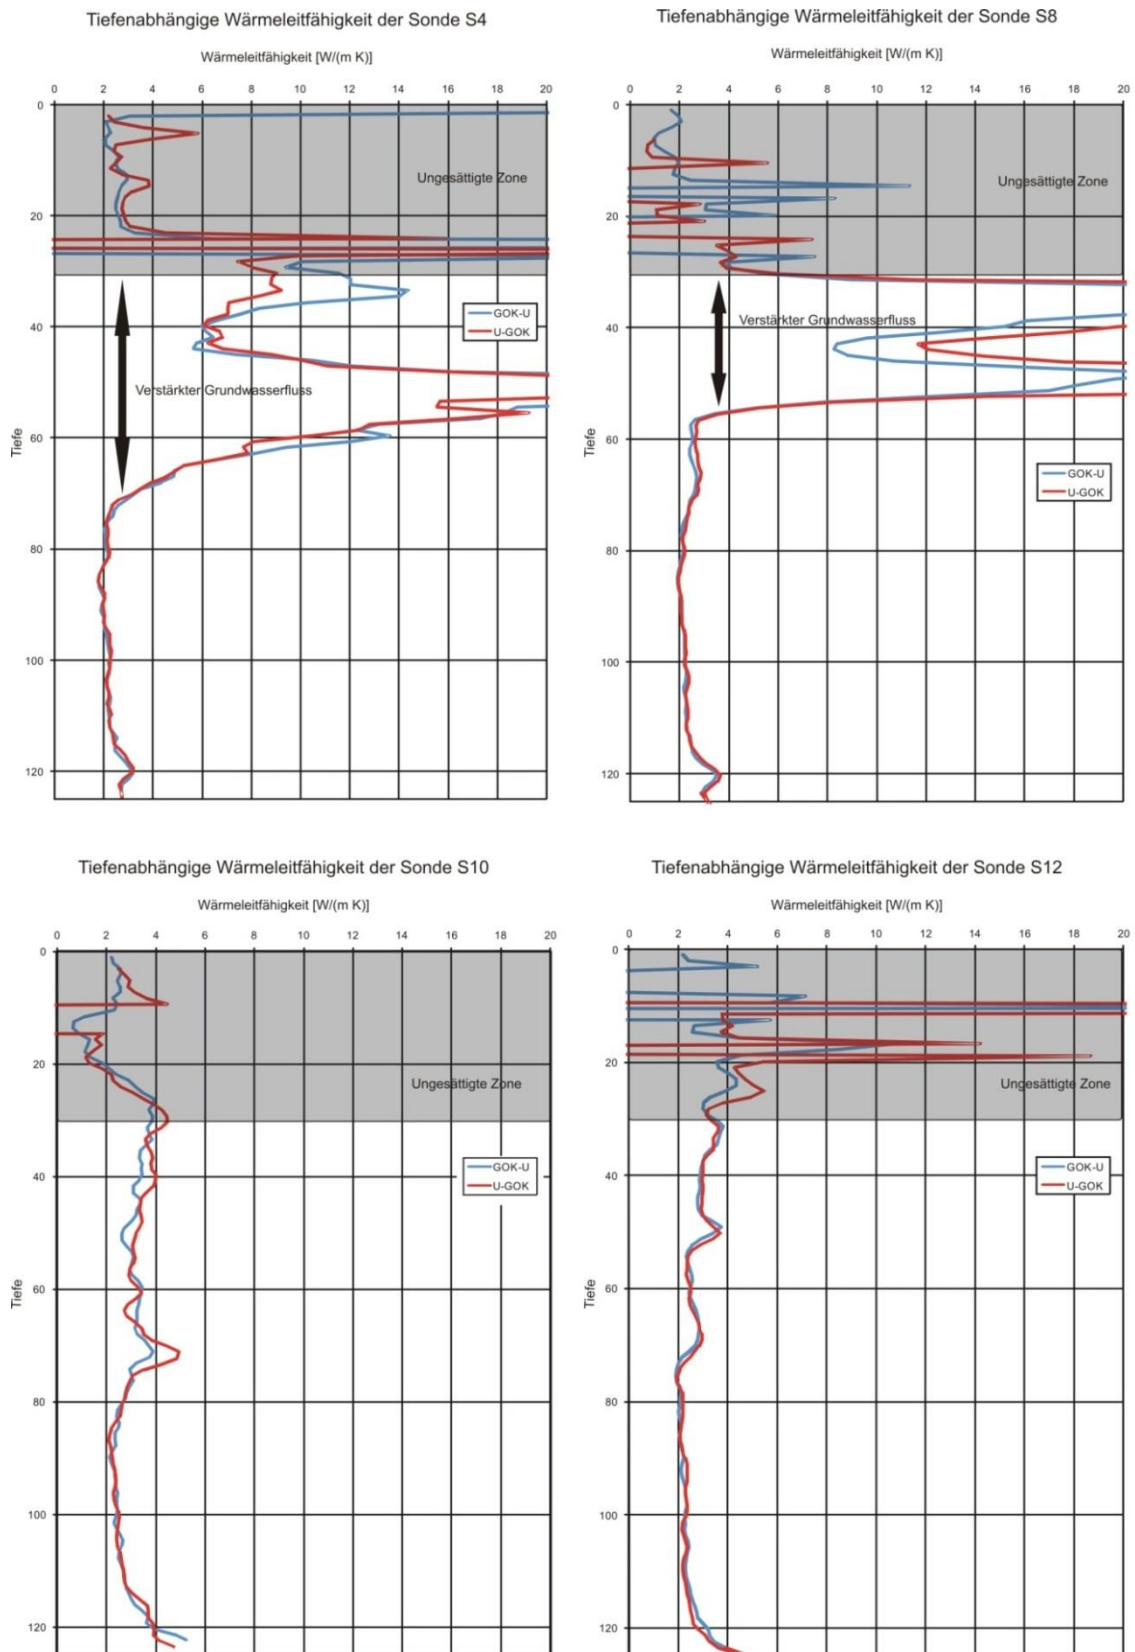 Tiefenabhängige Wärmeleitfähigkeit der Sonde S4
Wärmeleitfähigkeit [W/(m K)]
0 2 4 6 8 10 12 14 16 18 20
0
Ungesättigte Zone
20
GOK-U
40
U-GOK
Verstärkter Grundwasserfluss
Tiefe
60
80
100
120
Tiefenabhängige Wärmeleitfähigkeit der Sonde S8
Wärmeleitfähigkeit [W/(m K)]
0 2 4 6 8 10 12 14 16 18 20
0
Ungesättigte Zone
20
Verstärkter Grundwasserfluss
40
Tiefe
60
GOK-U
U-GOK
80
100
120
Tiefenabhängige Wärmeleitfähigkeit der Sonde S10
Wärmeleitfähigkeit [W/(m K)]
0 2 4 6 8 10 12 14 16 18 20
0
20
Ungesättigte Zone
GOK-U
40
U-GOK
Tiefe
60
80
100
120
Tiefenabhängige Wärmeleitfähigkeit der Sonde S12
Wärmeleitfähigkeit [W/(m K)]
0 2 4 6 8 10 12 14 16 18 20
0
20
Ungesättigte Zone
GOK-U
40
U-GOK
Tiefe
60
80
100
120